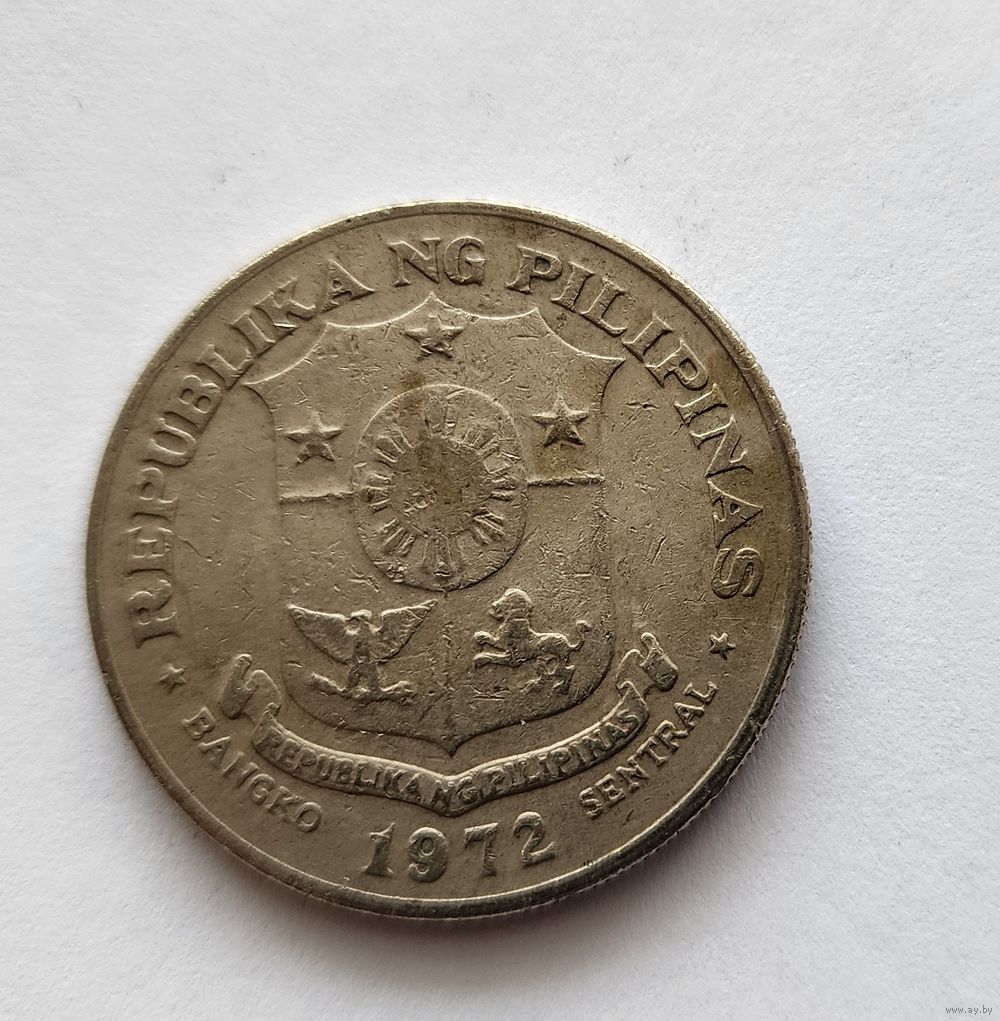 REPUBLIKA NG PILIPINAS
REPUBLIKA NG PILIPINAS
BANGKO SENTRAL
1972
www.ay.by